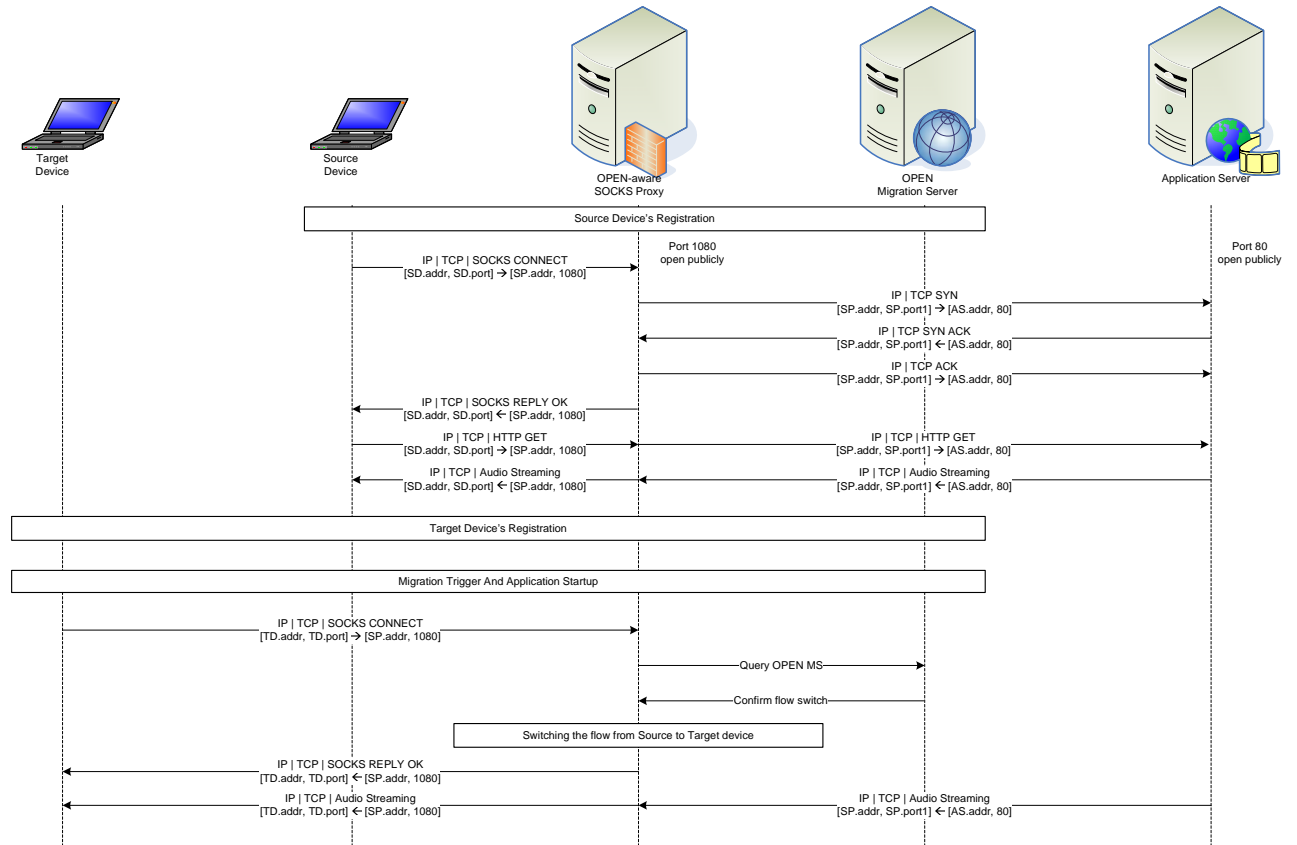 Target
Device
Source
Device
OPEN-aware
SOCKS Proxy
OPEN
Migration Server
Application Server
Source Device's Registration
Port 1080
open publicly
Port 80
open publicly
IP | TCP | SOCKS CONNECT
[SD.addr, SD.port] → [SP.addr, 1080]
IP | TCP SYN
[SP.addr, SP.port1] → [AS.addr, 80]
IP | TCP SYN ACK
[SP.addr, SP.port1] ← [AS.addr, 80]
IP | TCP ACK
[SP.addr, SP.port1] → [AS.addr, 80]
IP | TCP | SOCKS REPLY OK
[SD.addr, SD.port] ← [SP.addr, 1080]
IP | TCP | HTTP GET
[SD.addr, SD.port] → [SP.addr, 1080]
IP | TCP | HTTP GET
[SP.addr, SP.port1] → [AS.addr, 80]
IP | TCP | Audio Streaming
[SD.addr, SD.port] ← [SP.addr, 1080]
IP | TCP | Audio Streaming
[SP.addr, SP.port1] ← [AS.addr, 80]
Target Device's Registration
Migration Trigger And Application Startup
IP | TCP | SOCKS CONNECT
[TD.addr, TD.port] → [SP.addr, 1080]
Query OPEN MS
Confirm flow switch
Switching the flow from Source to Target device
IP | TCP | SOCKS REPLY OK
[TD.addr, TD.port] ← [SP.addr, 1080]
IP | TCP | Audio Streaming
[TD.addr, TD.port] ← [SP.addr, 1080]
IP | TCP | Audio Streaming
[SP.addr, SP.port1] ← [AS.addr, 80]